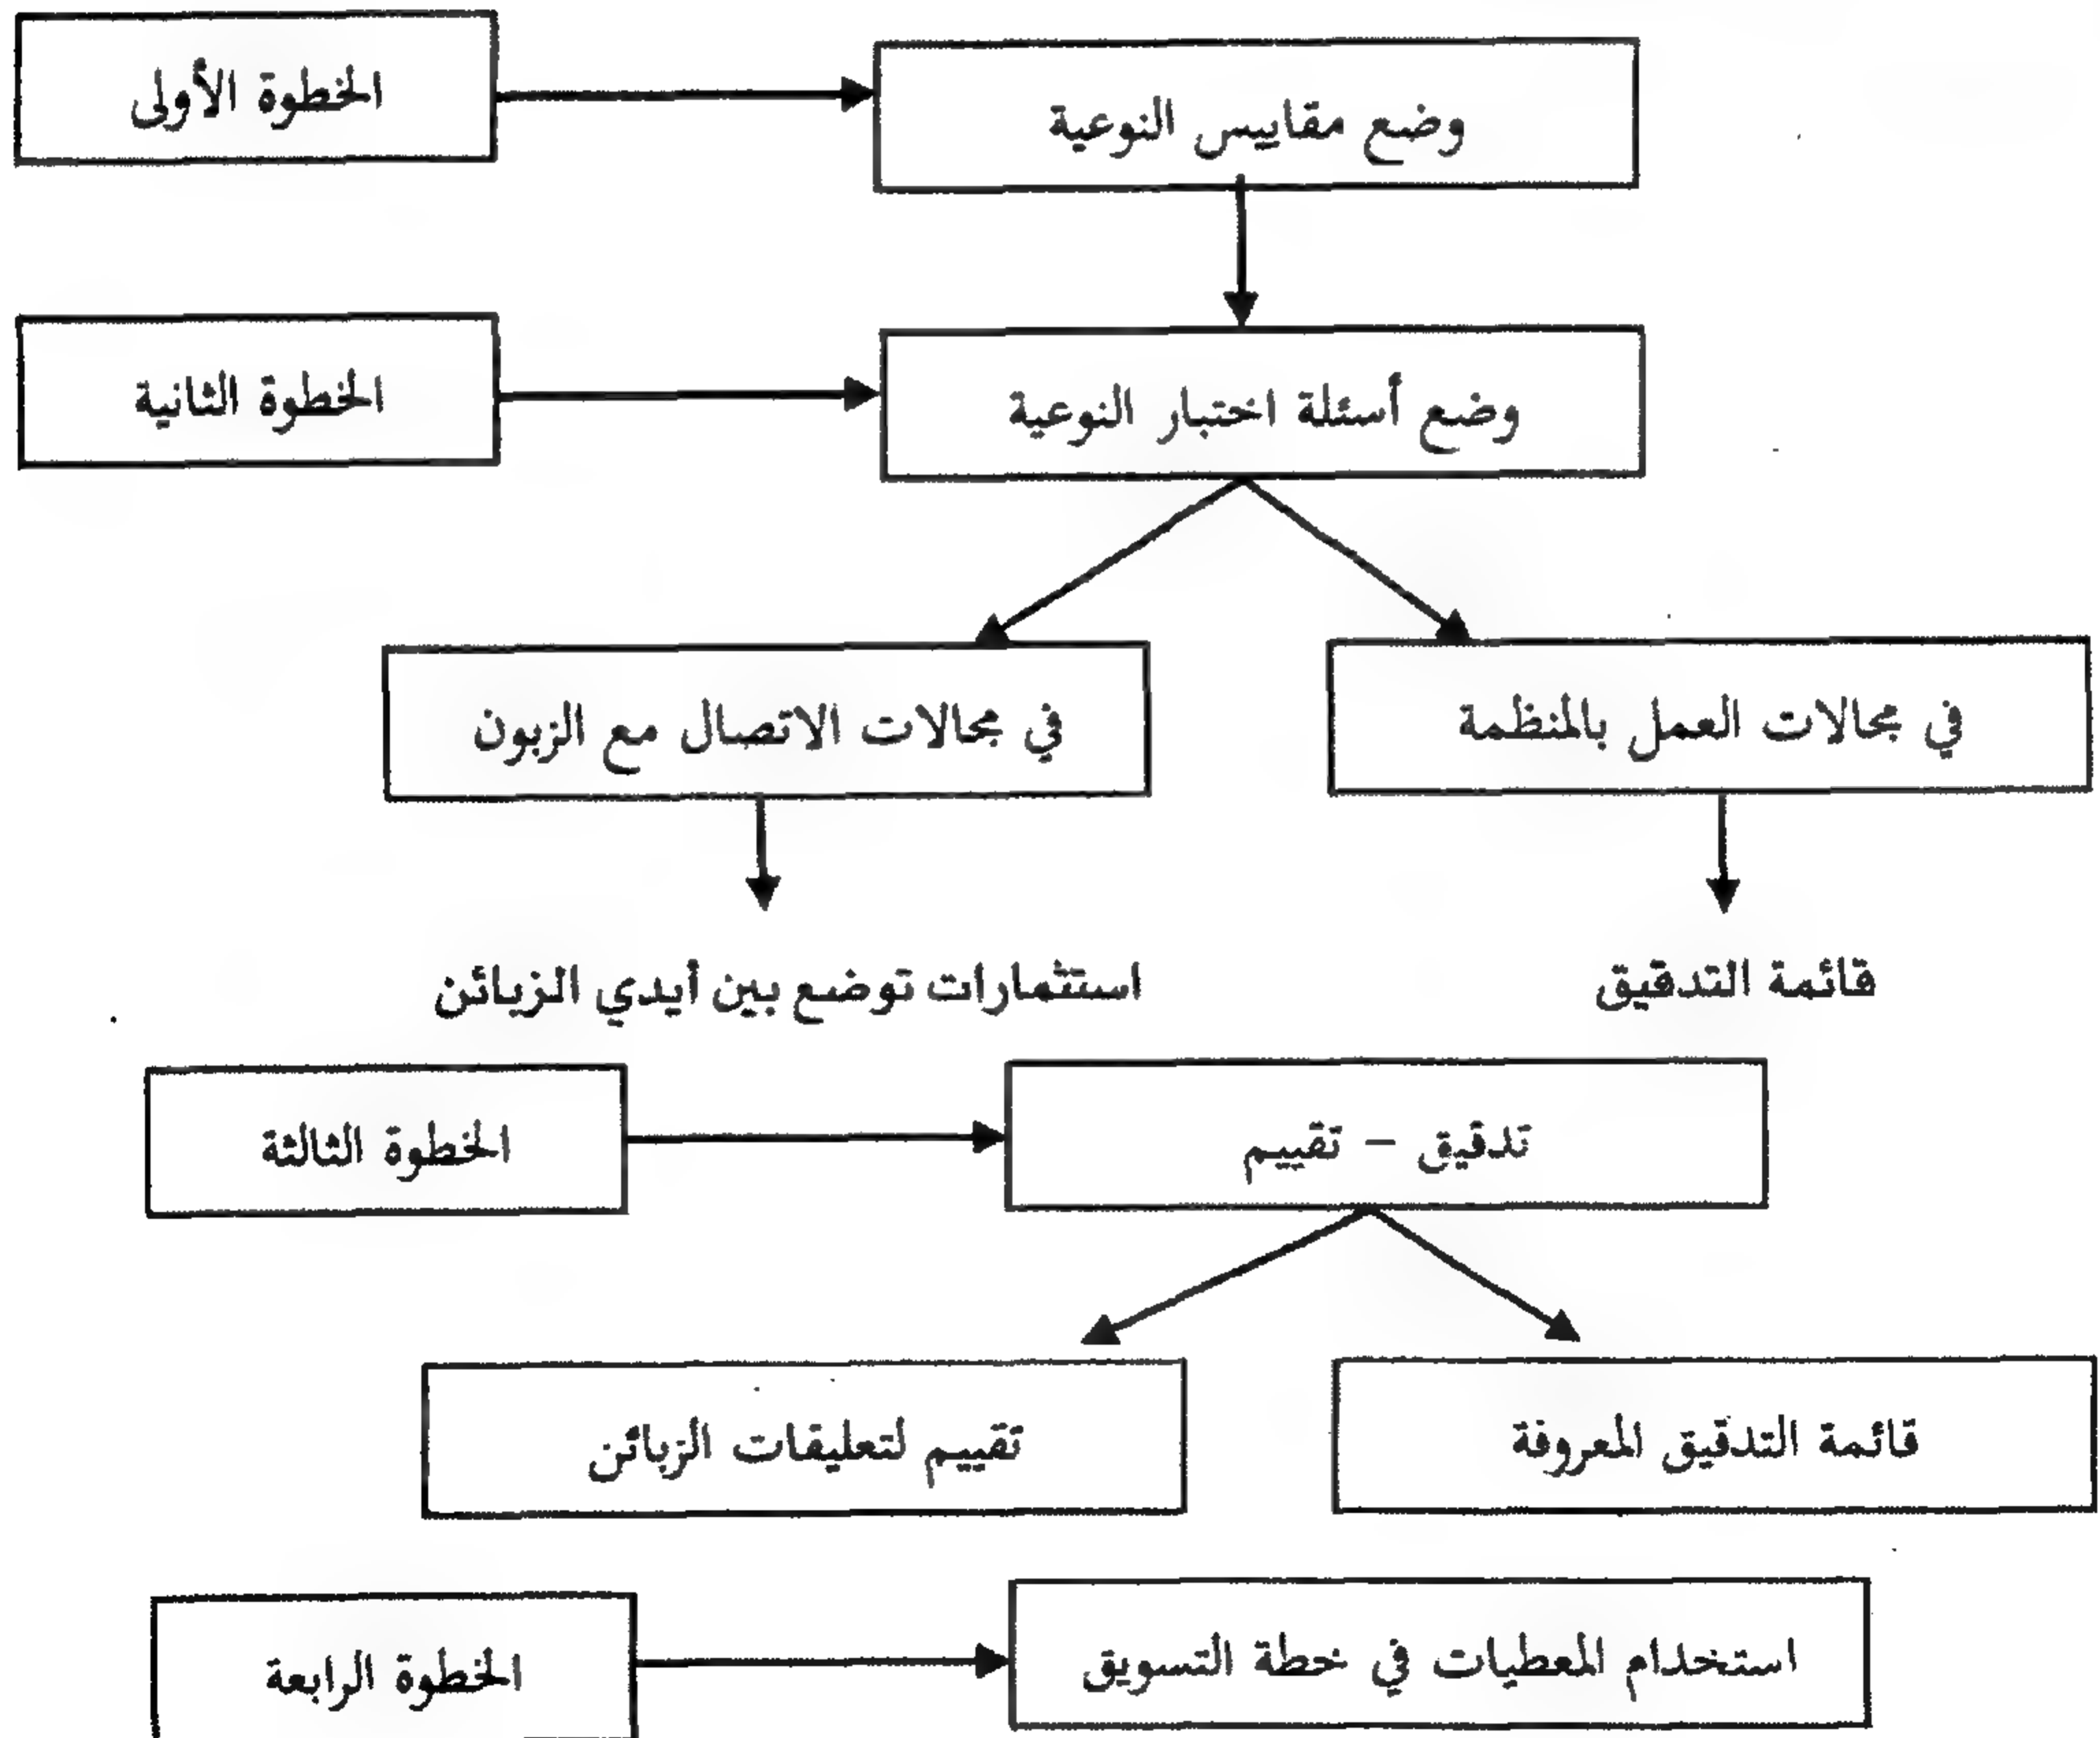 الخطوة الأولى
وضع مقاييس النوعية
الخطوة الثانية
وضع أسئلة اختبار النوعية
في مجالات العمل بالمنظمة
في مجالات الاتصال مع الزبون
قائمة التدقيق
استثمارات توضع بين أيدي الزبائن
الخطوة الثالثة
تدقيق – تقييم
قائمة التدقيق المعروفة
تقييم لتعليقات الزبائن
الخطوة الرابعة
استخدام المعطيات في خطة التسويق